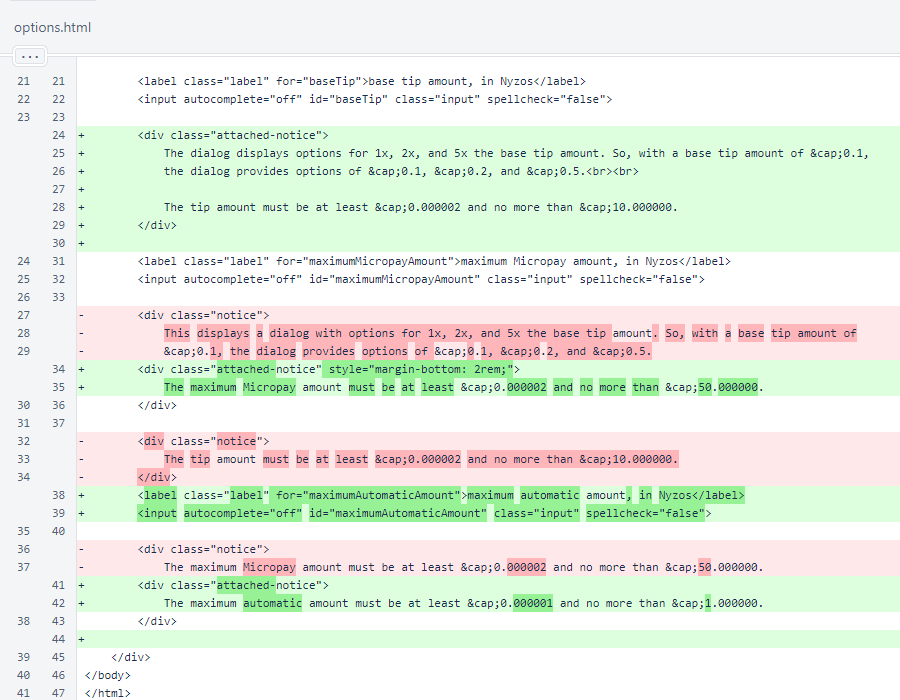 options.html
...
21 21 <label class="label" for="baseTip">base tip amount, in Nyzos</label>
22 22 <input autocomplete="off" id="baseTip" class="input" spellcheck="false">
23 23
24 + <div class="attached-notice">
25 + The dialog displays options for 1x, 2x, and 5x the base tip amount. So, with a base tip amount of &cap;0.1,
26 + the dialog provides options of &cap;0.1, &cap;0.2, and &cap;0.5.<br><br>
27 +
28 + The tip amount must be at least &cap;0.000002 and no more than &cap;10.000000.
29 + </div>
30 +
24 31 <label class="label" for="maximumMicropayAmount">maximum Micropay amount, in Nyzos</label>
25 32 <input autocomplete="off" id="maximumMicropayAmount" class="input" spellcheck="false">
26 33
27 - <div class="notice">
28 - This displays a dialog with options for 1x, 2x, and 5x the base tip amount. So, with a base tip amount of
29 - &cap;0.1, the dialog provides options of &cap;0.1, &cap;0.2, and &cap;0.5.
34 + <div class="attached-notice" style="margin-bottom: 2rem;">
35 + The maximum Micropay amount must be at least &cap;0.000002 and no more than &cap;50.000000.
30 36 </div>
31 37
32 - <div class="notice">
33 - The tip amount must be at least &cap;0.000002 and no more than &cap;10.000000.
34 - </div>
38 + <label class="label" for="maximumAutomaticAmount">maximum automatic amount, in Nyzos</label>
39 + <input autocomplete="off" id="maximumAutomaticAmount" class="input" spellcheck="false">
35 40
36 - <div class="notice">
37 - The maximum Micropay amount must be at least &cap;0.000002 and no more than &cap;50.000000.
41 + <div class="attached-notice">
42 + The maximum automatic amount must be at least &cap;0.000001 and no more than &cap;1.000000.
38 43 </div>
44 +
39 45 </div>
40 46 </body>
41 47 </html>